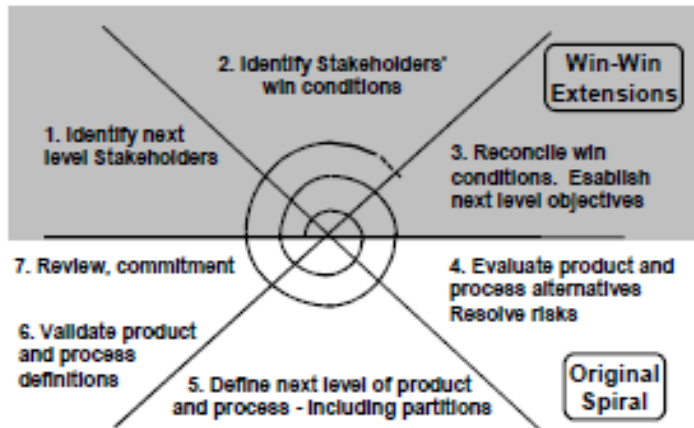 2. Identify Stakeholders'
win conditions
Win-Win
Extensions
1. Identify next
level Stakeholders
3. Reconcile win
conditions. Esablish
next level objectives
7. Review, commitment
4. Evaluate product and
process alternatives
Resolve risks
6. Validate product
and process
definitions
5. Define next level of product
and process - including partitions
Original
Spiral